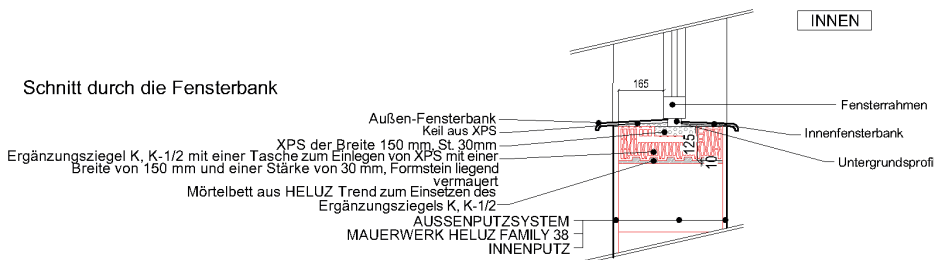 INNEN
165
Schnitt durch die Fensterbank
Außen-Fensterbank
Keil aus XPS
XPS der Breite 150 mm, St. 30mm
Ergänzungsziegel K, K-1/2 mit einer Tasche zum Einlegen von XPS mit einer
Breite von 150 mm und einer Stärke von 30 mm, Formstein liegend
vermauert
Mörtelbett aus HELUZ Trend zum Einsetzen des
Ergänzungsziegels K, K-1/2
AUSSENPUTZSYSTEM
MAUERWERK HELUZ FAMILY 38
INNENPUTZ
125
10
Fensterrahmen
Innenfensterbank
Untergrundsprofi